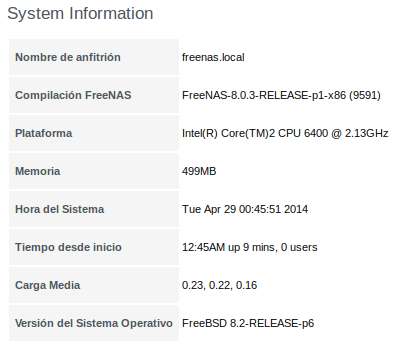 System Information
Nombre de anfitrión freenas.local
Compilación FreeNAS FreeNAS-8.0.3-RELEASE-p1-x86 (9591)
Plataforma Intel(R) Core(TM)2 CPU 6400 @ 2.13GHz
Memoria 499MB
Hora del Sistema Tue Apr 29 00:45:51 2014
Tiempo desde inicio 12:45AM up 9 mins, 0 users
Carga Media 0.23, 0.22, 0.16
Versión del Sistema Operativo FreeBSD 8.2-RELEASE-p6